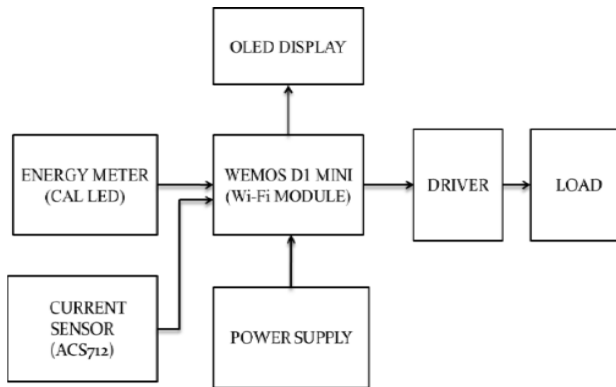 OLED DISPLAY
ENERGY METER
(CAL LED)
WEMOS D1 MINI
(Wi-Fi MODULE)
DRIVER
LOAD
CURRENT
SENSOR
(ACS712)
POWER SUPPLY